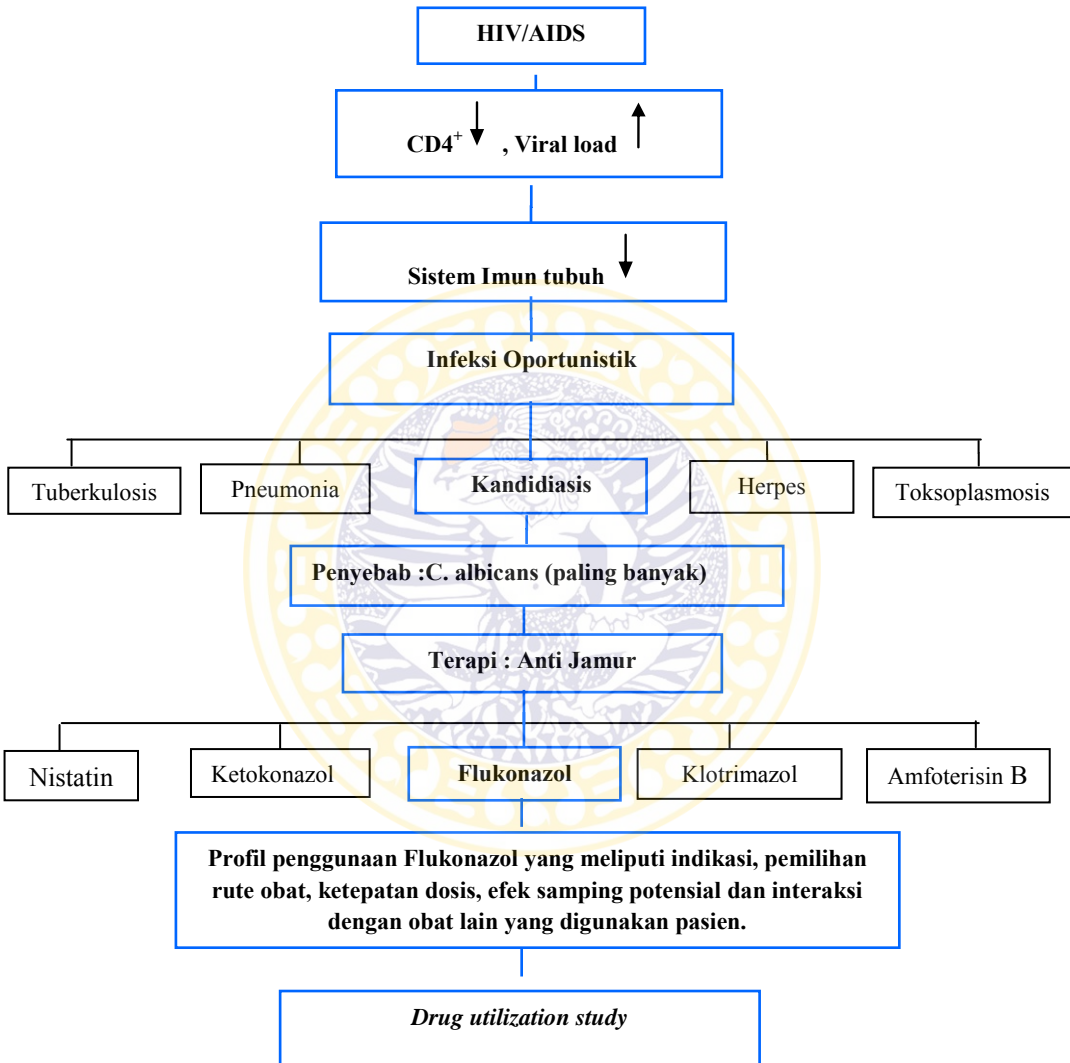 HIV/AIDS
CD4⁺ ↓ , Viral load ↑
Sistem Imun tubuh ↓
Infeksi Oportunistik
Tuberkulosis
Pneumonia
Kandidiasis
Herpes
Toksoplasmosis
Penyebab :C. albicans (paling banyak)
Terapi : Anti Jamur
Nistatin
Ketokonazol
Flukonazol
Klotrimazol
Amfoterisin B
Profil penggunaan Flukonazol yang meliputi indikasi, pemilihan
rute obat, ketepatan dosis, efek samping potensial dan interaksi
dengan obat lain yang digunakan pasien.
Drug utilization study